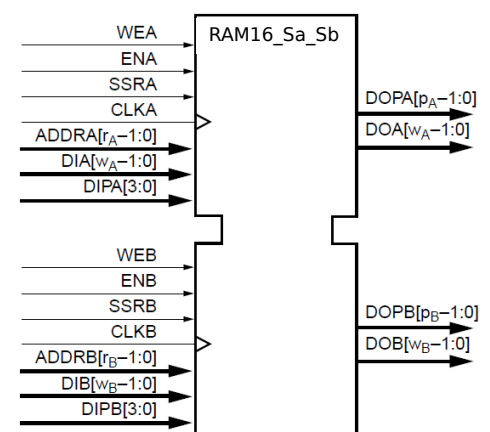 RAM16_Sa_Sb
WEA
ENA
SSRA
CLKA
ADDRA[rA–1:0]
DIA[wA–1:0]
DIPA[3:0]
DOPA[pA–1:0]
DOA[wA–1:0]
WEB
ENB
SSRB
CLKB
ADDRB[rB–1:0]
DIB[wB–1:0]
DIPB[3:0]
DOPB[pB–1:0]
DOB[wB–1:0]